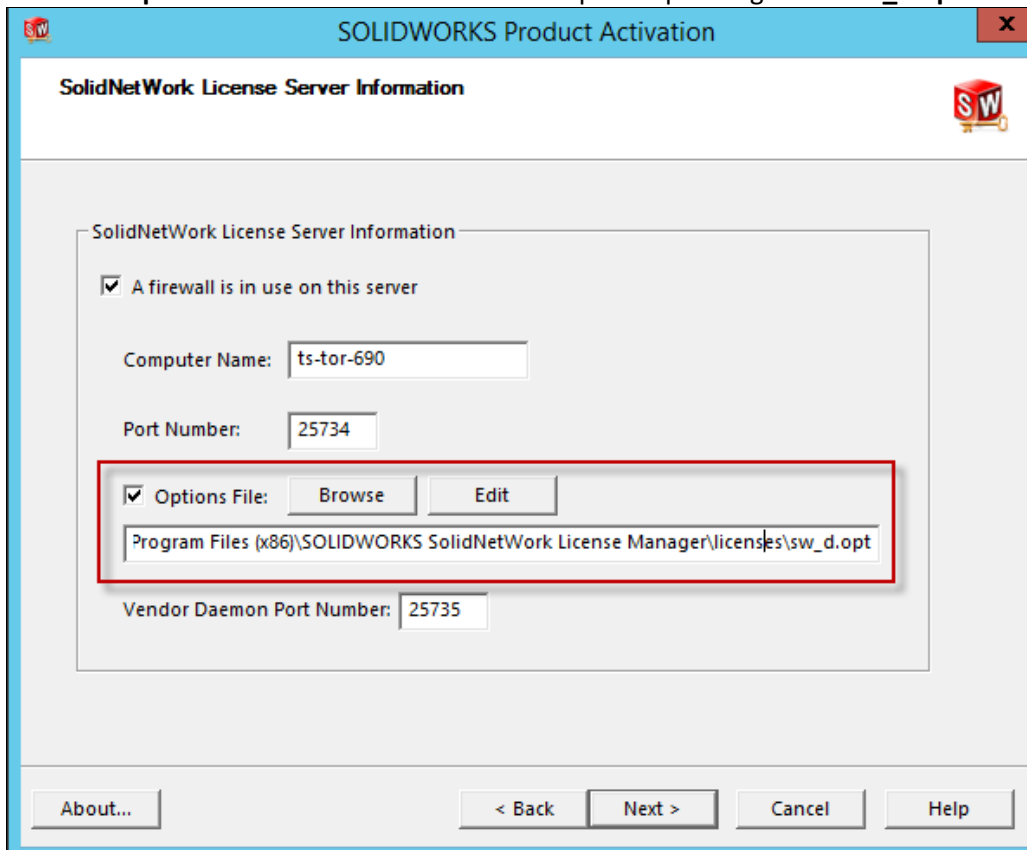 SOLIDWORKS Product Activation
x
SolidNetWork License Server Information
SW
SolidNetWork License Server Information
A firewall is in use on this server
Computer Name: ts-tor-690
Port Number: 25734
Options File: Browse Edit
Program Files (x86)\SOLIDWORKS SolidNetWork License Manager\licenses\sw_d.opt
Vendor Daemon Port Number: 25735
About... < Back Next > Cancel Help